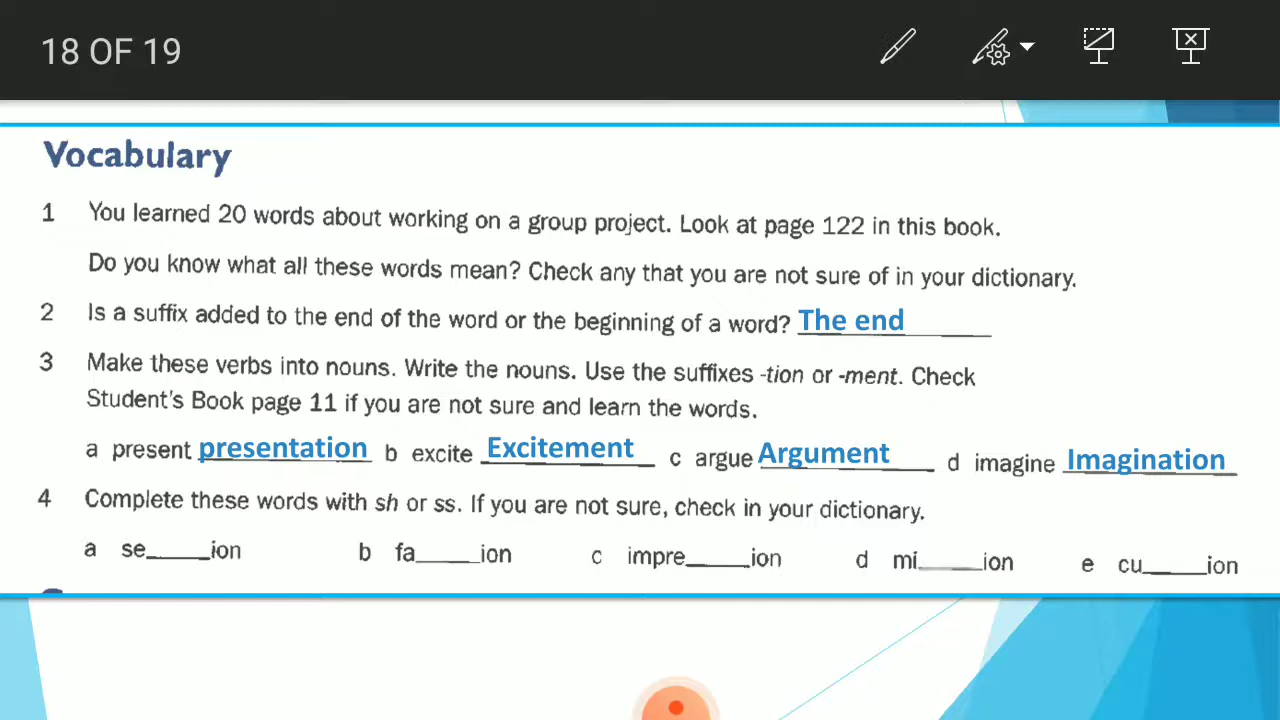 18 OF 19
Vocabulary
1 You learned 20 words about working on a group project. Look at page 122 in this book.
Do you know what all these words mean? Check any that you are not sure of in your dictionary.
2 Is a suffix added to the end of the word or the beginning of a word? The end
3 Make these verbs into nouns. Write the nouns. Use the suffixes -tion or -ment. Check
Student's Book page 11 if you are not sure and learn the words.
a present presentation b excite Excitement c argue Argument d imagine Imagination
4 Complete these words with sh or ss. If you are not sure, check in your dictionary.
a se_____ion b fa_____ion c impre_____ion d mi_____ion e cu_____ion